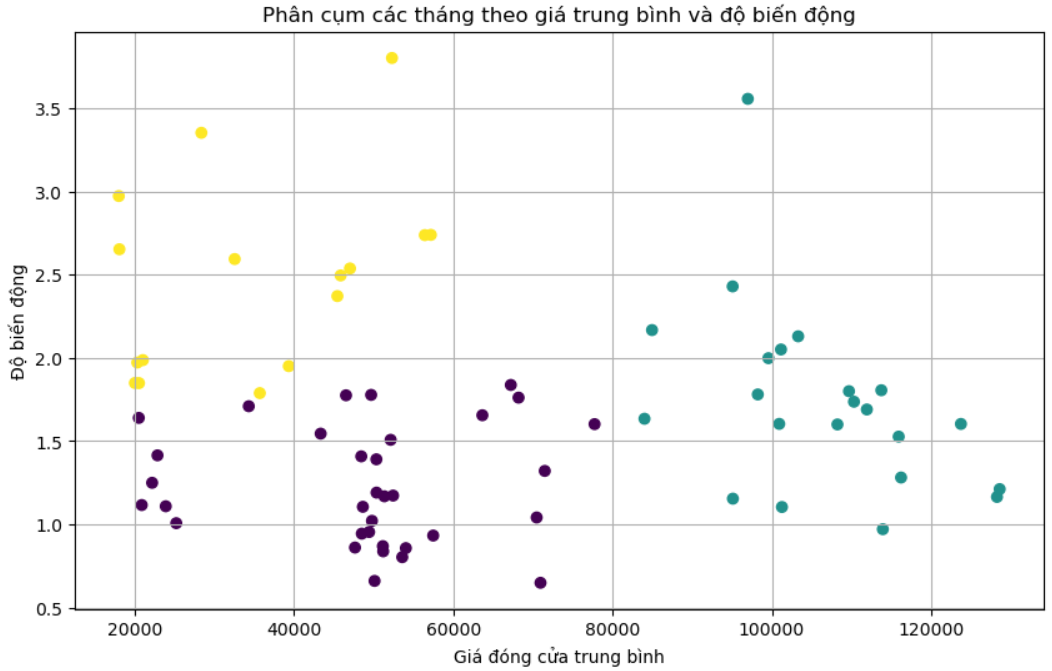 Phân cụm các tháng theo giá trung bình và độ biến động
Độ biến động
3.5
3.0
2.5
2.0
1.5
1.0
0.5
20000 40000 60000 80000 100000 120000
Giá đóng cửa trung bình